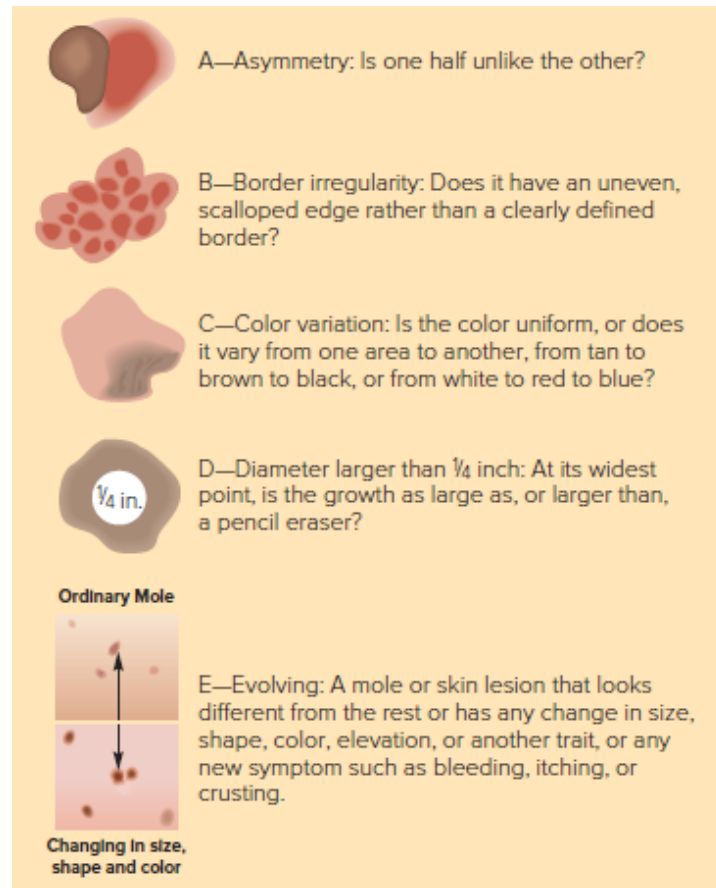 A—Asymmetry: Is one half unlike the other?
B—Border irregularity: Does it have an uneven,
scalloped edge rather than a clearly defined
border?
C—Color variation: Is the color uniform, or does
it vary from one area to another, from tan to
brown to black, or from white to red to blue?
¼ in.
D—Diameter larger than ¼ inch: At its widest
point, is the growth as large as, or larger than,
a pencil eraser?
Ordinary Mole
E—Evolving: A mole or skin lesion that looks
different from the rest or has any change in size,
shape, color, elevation, or another trait, or any
new symptom such as bleeding, itching, or
crusting.
Changing in size,
shape and color